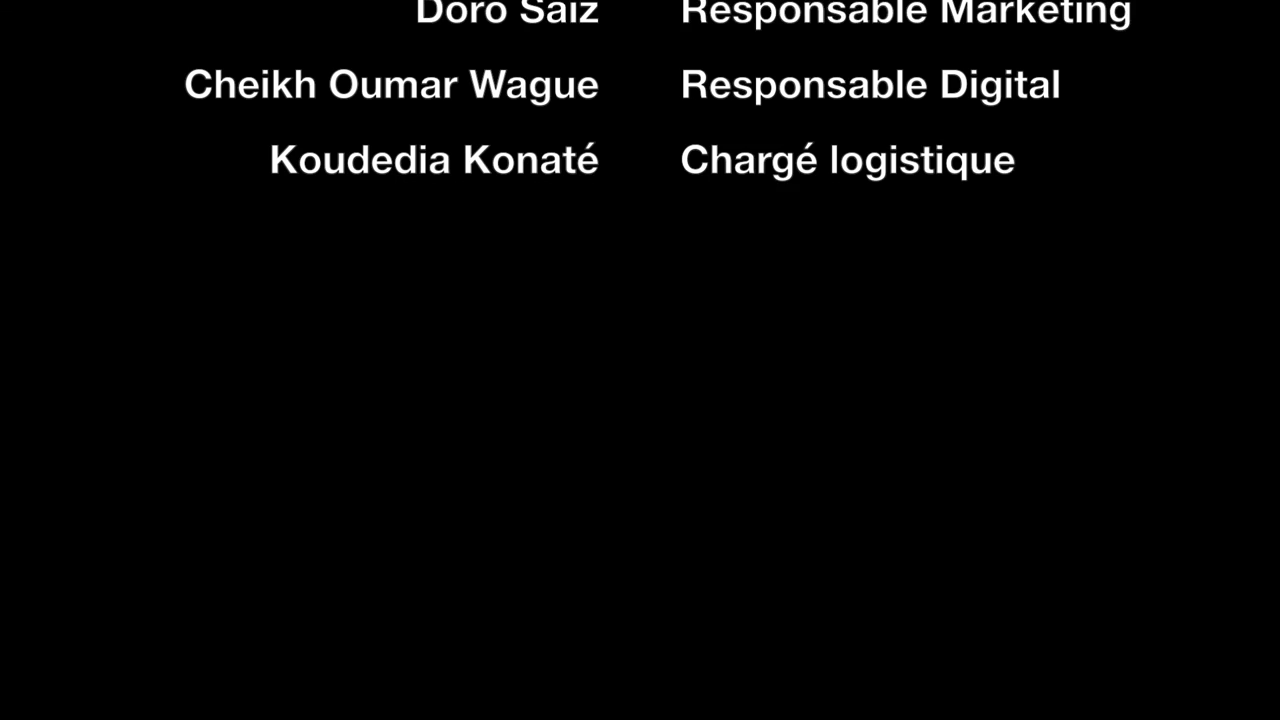 Doro Saiz Responsable Marketing
Cheikh Oumar Wague Responsable Digital
Koudedia Konaté Chargé logistique